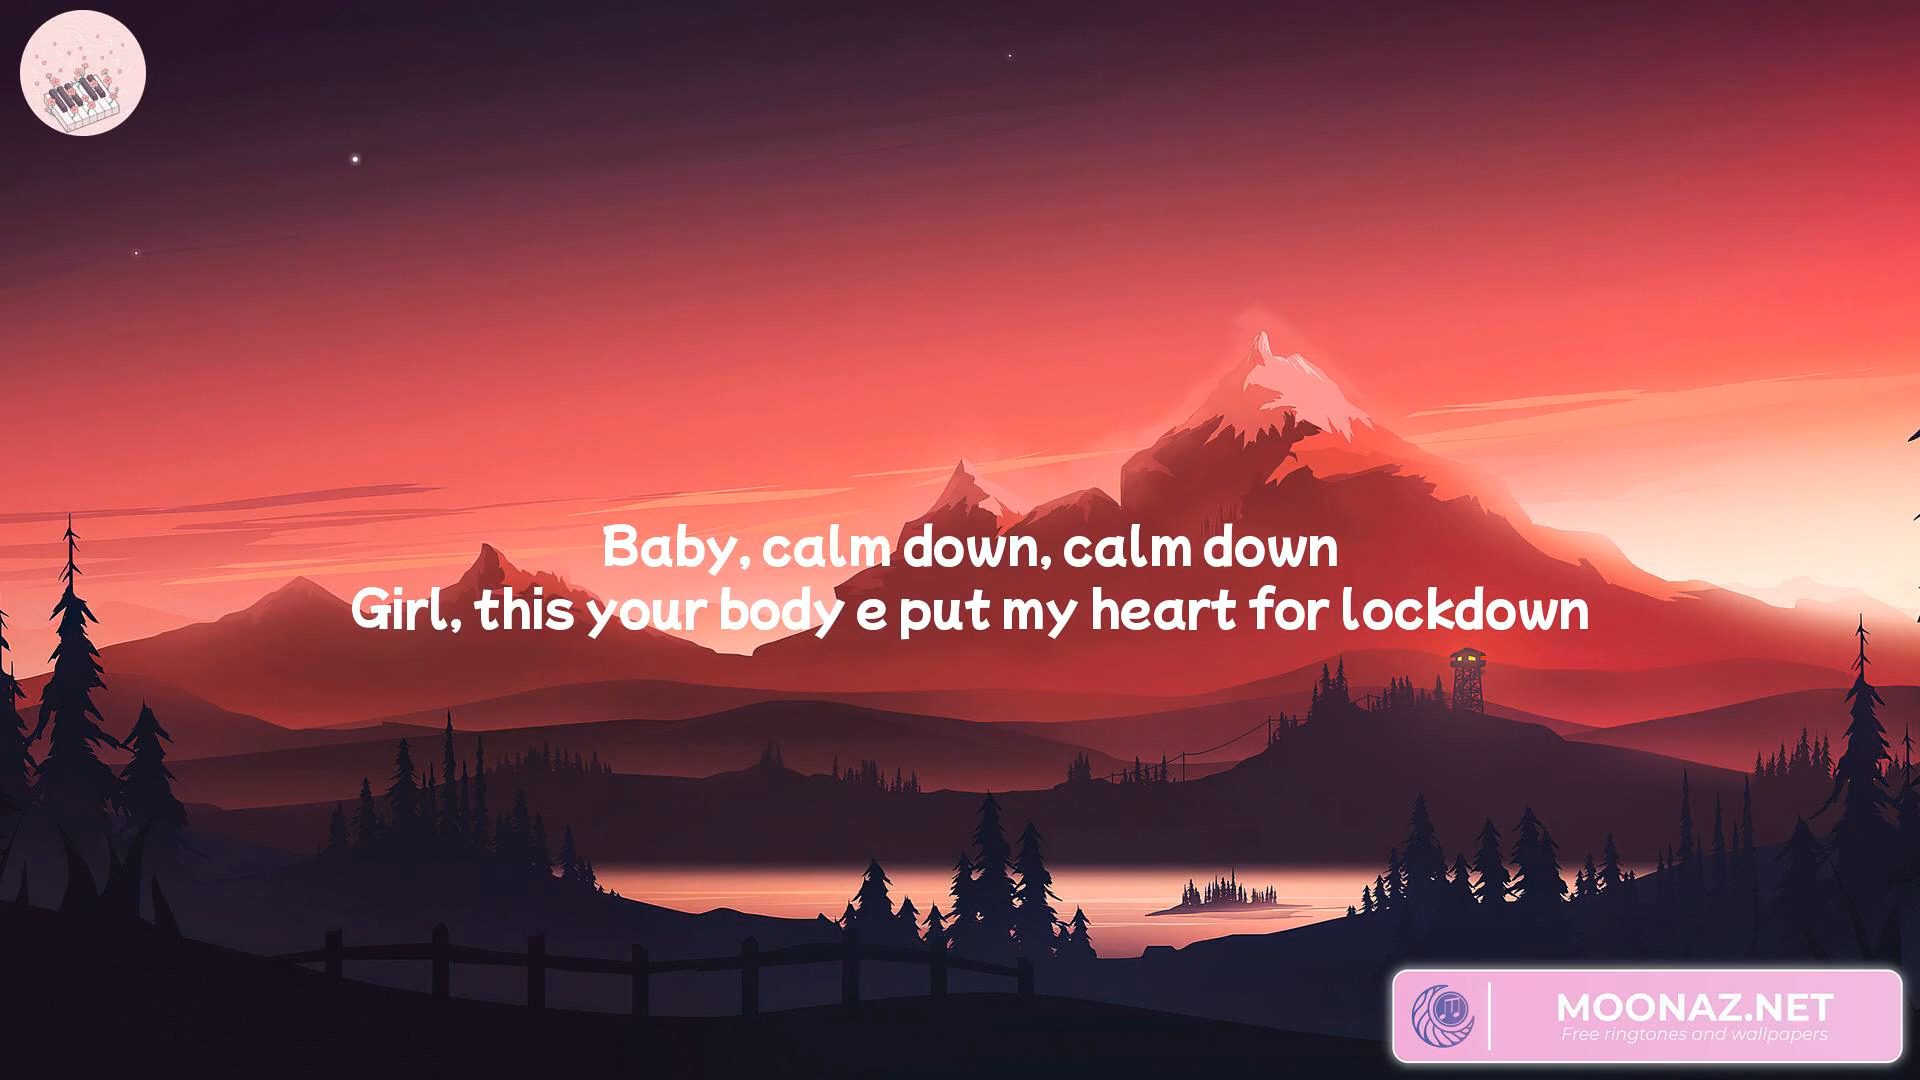 Baby, calm down, calm down
Girl, this your body e put my heart for lockdown
MOONAZ.NET
Free ringtones and wallpapers